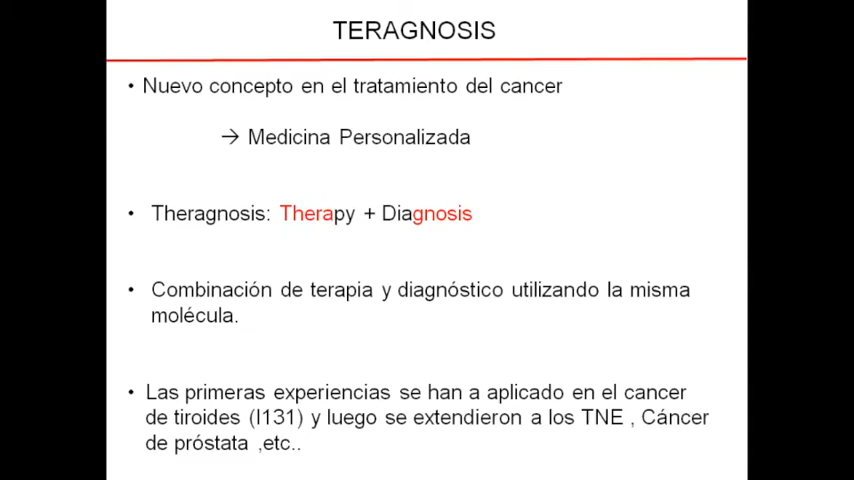 TERAGNOSIS
• Nuevo concepto en el tratamiento del cancer
→ Medicina Personalizada
• Theragnosis: Therapy + Diagnosis
• Combinación de terapia y diagnóstico utilizando la misma
molécula.
• Las primeras experiencias se han a aplicado en el cancer
de tiroides (I131) y luego se extendieron a los TNE , Cáncer
de próstata ,etc..